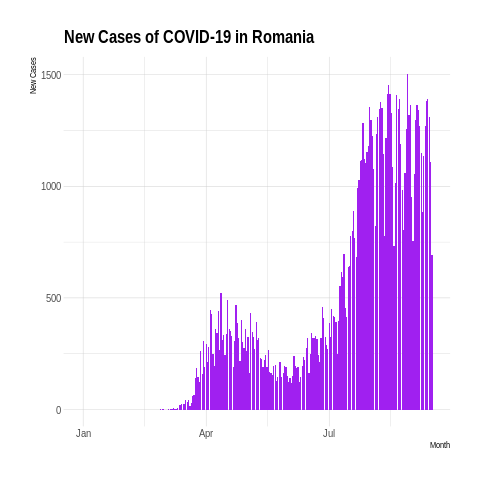 New Cases of COVID-19 in Romania
New Cases
1500
1000
500
0
Jan
Apr
Jul
Month